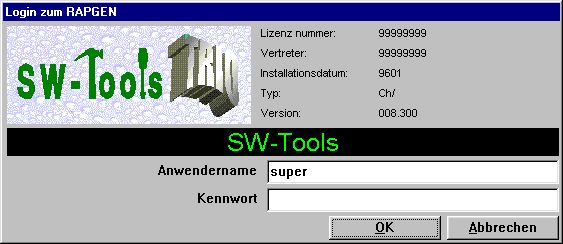 Login zum RAPGEN
SW-Tools TRIO
Lizenz nummer: 99999999
Vertreter: 99999999
Installationsdatum: 9601
Typ: Ch/
Version: 008.300
SW-Tools
Anwendername super
Kennwort
OK Abbrechen